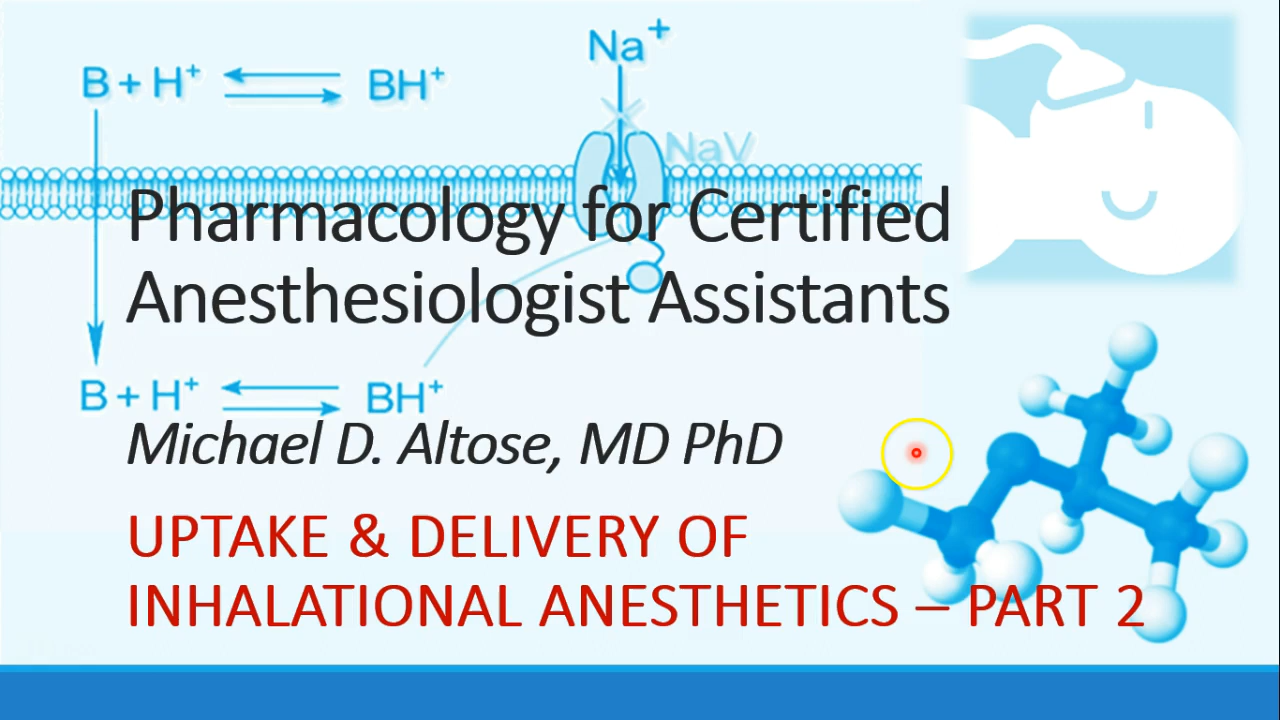 Na⁺
B + H⁺ BH⁺
NaV
Pharmacology for Certified
Anesthesiologist Assistants
B + H⁺ BH⁺
Michael D. Altose, MD PhD
UPTAKE & DELIVERY OF
INHALATIONAL ANESTHETICS – PART 2